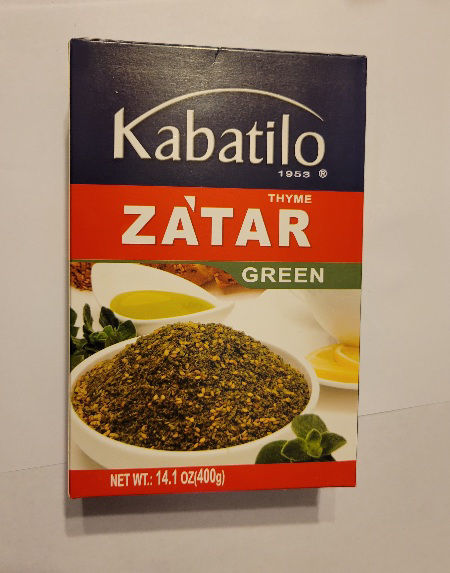 Kabatilo
1953 ®
THYME
ZA'TAR
GREEN
NET WT.: 14.1 OZ(400g)